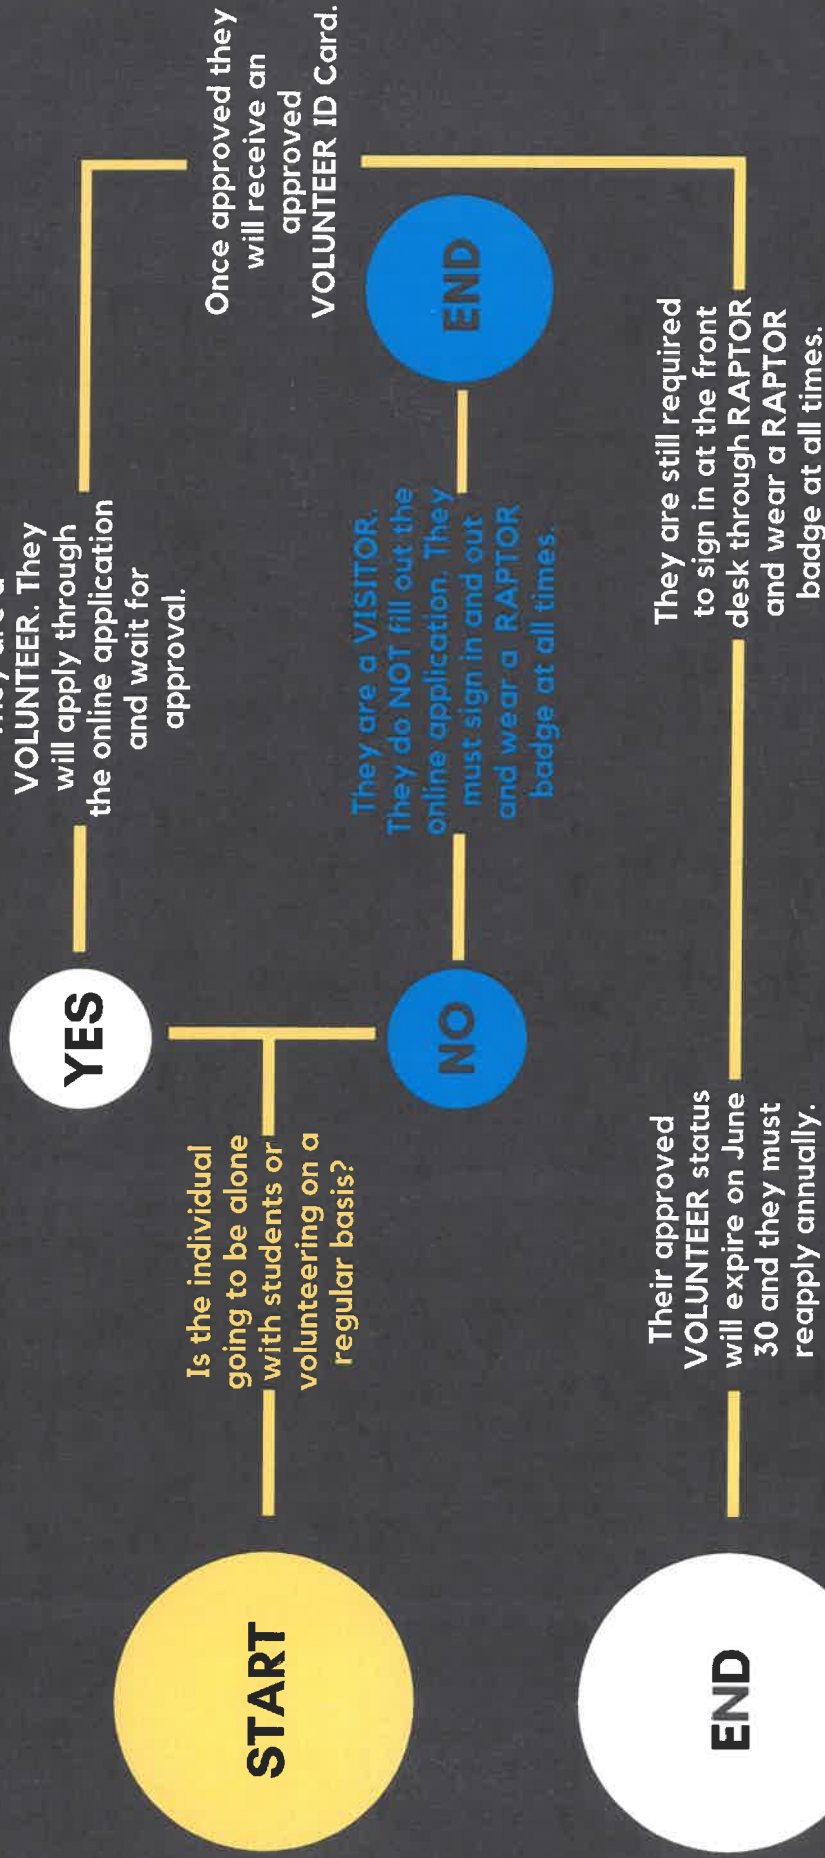 START
Is the individual
going to be alone
with students or
volunteering on a
regular basis?
YES
They are a
VOLUNTEER. They
will apply through
the online application
and wait for
approval.
Once approved they
will receive an
approved
VOLUNTEER ID Card.
NO
They are a VISITOR.
They do NOT fill out the
online application. They
must sign in and out
and wear a RAPTOR
badge at all times.
END
They are still required
to sign in at the front
desk through RAPTOR
and wear a RAPTOR
badge at all times.
Their approved
VOLUNTEER status
will expire on June
30 and they must
reapply annually.
END